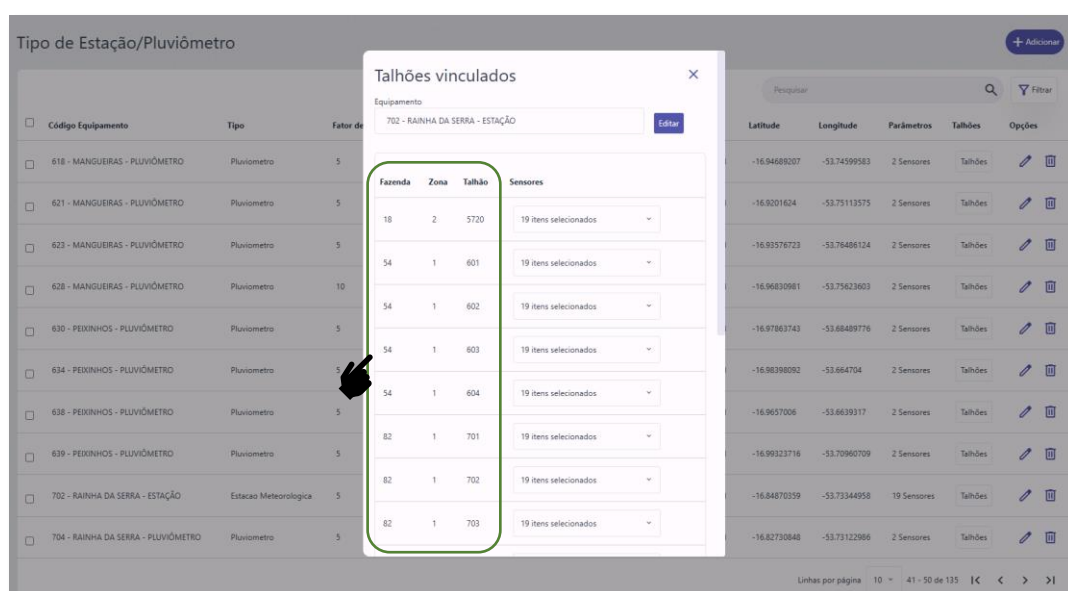 Tipo de Estação/Pluviômetro
+ Adicionar
Talhões vinculados
Equipamento
702 - RAINHA DA SERRA - ESTAÇÃO
Editar
Pesquisar
Filtrar
Código Equipamento Tipo Fator de Latitude Longitude Parâmetros Talhões Opções
Fazenda Zona Talhão Sensores
618 - MANGUEIRAS - PLUVIÔMETRO Pluviometro 5 -16.94689207 -53.74599583 2 Sensores Talhões
18 2 5720 19 itens selecionados
621 - MANGUEIRAS - PLUVIÔMETRO Pluviometro 5 -16.9201624 -53.75113575 2 Sensores Talhões
54 1 601 19 itens selecionados
623 - MANGUEIRAS - PLUVIÔMETRO Pluviometro 5 -16.93576723 -53.76486124 2 Sensores Talhões
54 1 602 19 itens selecionados
628 - MANGUEIRAS - PLUVIÔMETRO Pluviometro 10 -16.96830981 -53.75623603 2 Sensores Talhões
54 1 603 19 itens selecionados
630 - PEIXINHOS - PLUVIÔMETRO Pluviometro 5 -16.97863743 -53.68489776 2 Sensores Talhões
54 1 604 19 itens selecionados
634 - PEIXINHOS - PLUVIÔMETRO Pluviometro 5 -16.98398092 -53.664704 2 Sensores Talhões
82 1 701 19 itens selecionados
638 - PEIXINHOS - PLUVIÔMETRO Pluviometro 5 -16.9657006 -53.6639317 2 Sensores Talhões
82 1 702 19 itens selecionados
639 - PEIXINHOS - PLUVIÔMETRO Pluviometro 5 -16.99323716 -53.70960709 2 Sensores Talhões
82 1 703 19 itens selecionados
702 - RAINHA DA SERRA - ESTAÇÃO Estacao Meteorologica 5 -16.84870359 -53.73344958 19 Sensores Talhões
704 - RAINHA DA SERRA - PLUVIÔMETRO Pluviometro 5 -16.82730848 -53.73122986 2 Sensores Talhões
Linhas por página 10 41 - 50 de 135